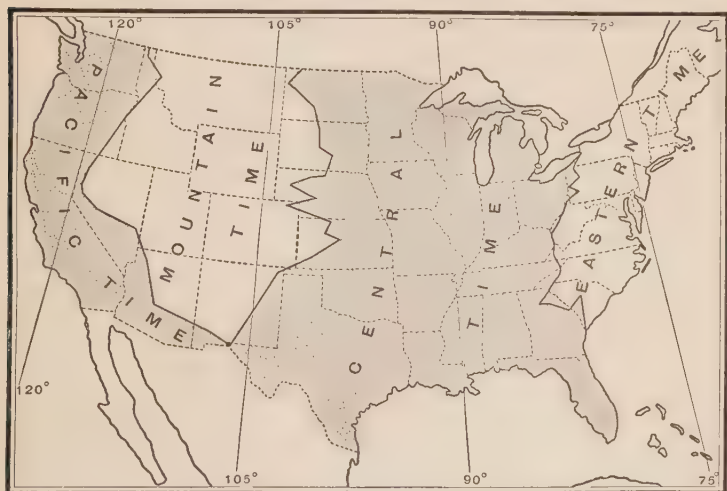 120°
105°
90°
75°
PACIFIC TIME
MOUNTAIN TIME
CENTRAL TIME
EASTERN TIME
120°
105°
90°
75°